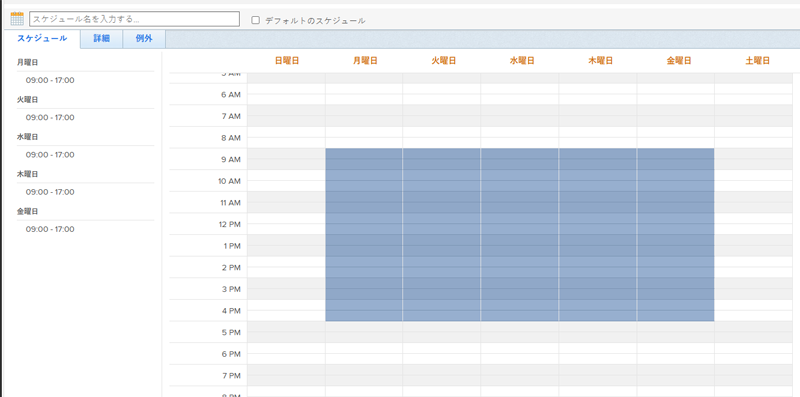 スケジュール名を入力する...
デフォルトのスケジュール
スケジュール 詳細 例外
月曜日
09:00 - 17:00
火曜日
09:00 - 17:00
水曜日
09:00 - 17:00
木曜日
09:00 - 17:00
金曜日
09:00 - 17:00
日曜日 月曜日 火曜日 水曜日 木曜日 金曜日 土曜日
5 AM
6 AM
7 AM
8 AM
9 AM
10 AM
11 AM
12 PM
1 PM
2 PM
3 PM
4 PM
5 PM
6 PM
7 PM
8 PM